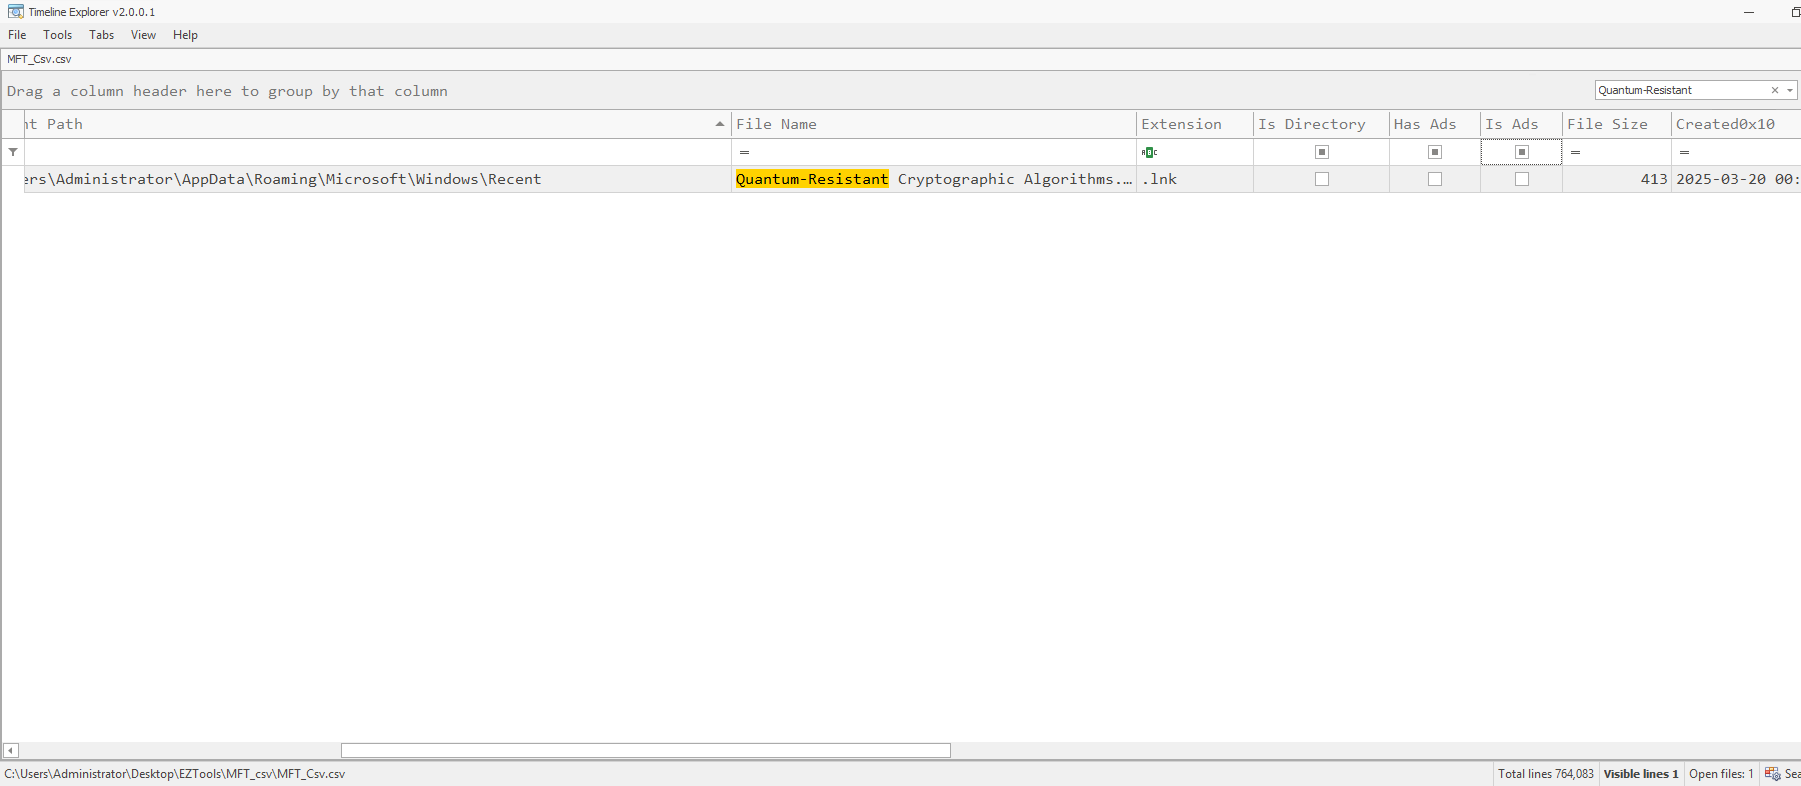 Timeline Explorer v2.0.0.1
File Tools Tabs View Help
MFT_Csv.csv
Drag a column header here to group by that column
Quantum-Resistant
nt Path File Name Extension Is Directory Has Ads Is Ads File Size Created0x10
= = =
ers\Administrator\AppData\Roaming\Microsoft\Windows\Recent Quantum-Resistant Cryptographic Algorithms.… .lnk 413 2025-03-20 00:
C:\Users\Administrator\Desktop\EZTools\MFT_csv\MFT_Csv.csv Total lines 764,083 Visible lines 1 Open files: 1 Sea